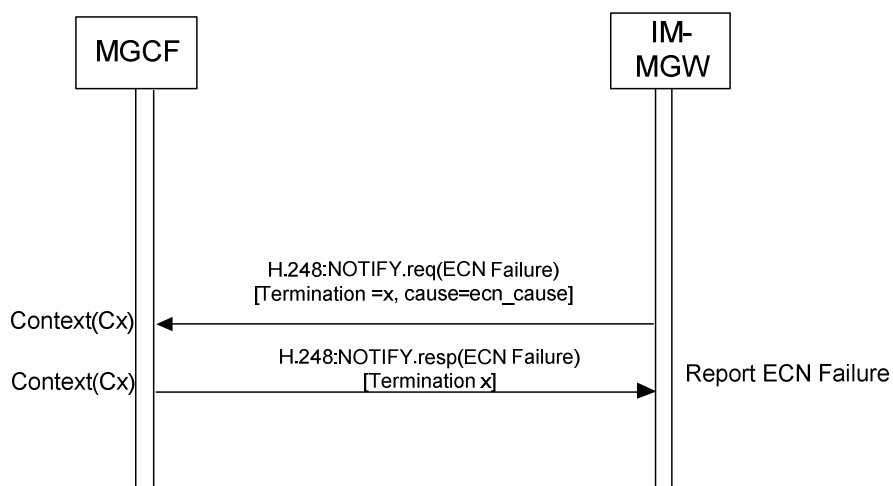 MGCF
IM-
MGW
H.248:NOTIFY.req(ECN Failure)
[Termination =x, cause=ecn_cause]
Context(Cx)
H.248:NOTIFY.resp(ECN Failure)
[Termination x]
Context(Cx)
Report ECN Failure